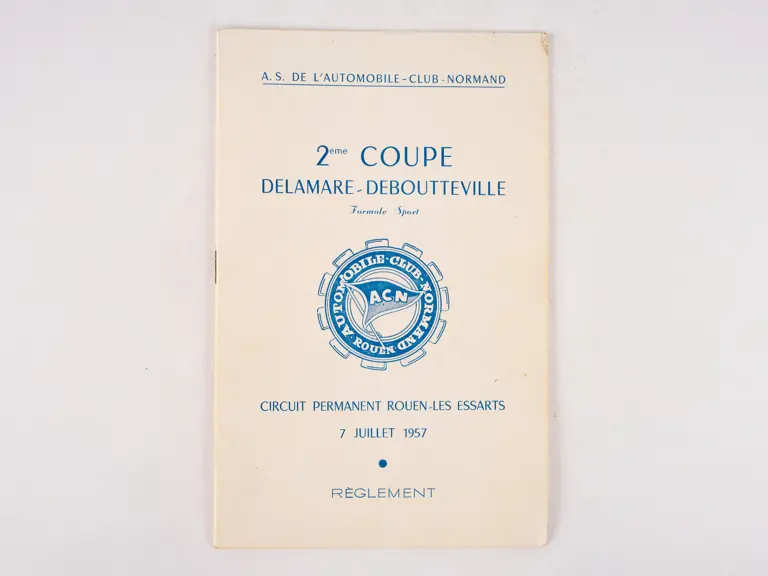 A. S. DE L'AUTOMOBILE - CLUB - NORMAND
2eme COUPE
DELAMARE - DEBOUTTEVILLE
Formule Sport
AUTOMOBILE - CLUB - NORMAND
ACN
ROUEN
CIRCUIT PERMANENT ROUEN-LES ESSARTS
7 JUILLET 1957
RÈGLEMENT